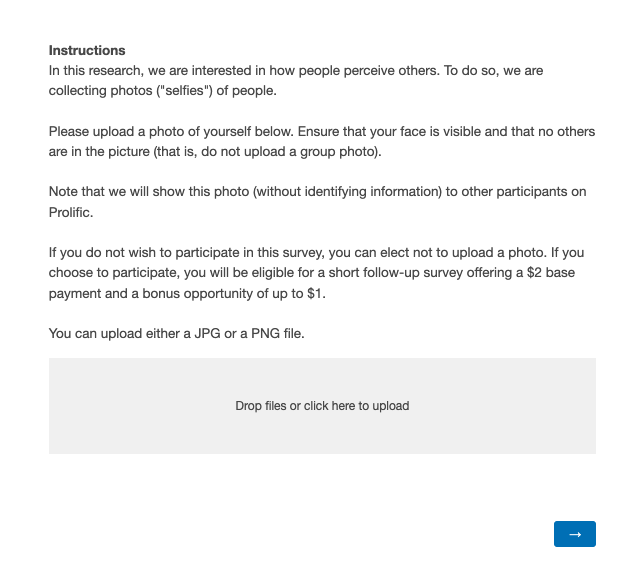 Instructions
In this research, we are interested in how people perceive others. To do so, we are
collecting photos ("selfies") of people.
Please upload a photo of yourself below. Ensure that your face is visible and that no others
are in the picture (that is, do not upload a group photo).
Note that we will show this photo (without identifying information) to other participants on
Prolific.
If you do not wish to participate in this survey, you can elect not to upload a photo. If you
choose to participate, you will be eligible for a short follow-up survey offering a $2 base
payment and a bonus opportunity of up to $1.
You can upload either a JPG or a PNG file.
Drop files or click here to upload
→